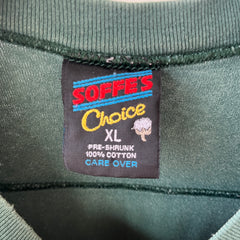 SOFFE'S
Choice
XL
PRE-SHRUNK
100% COTTON
CARE OVER